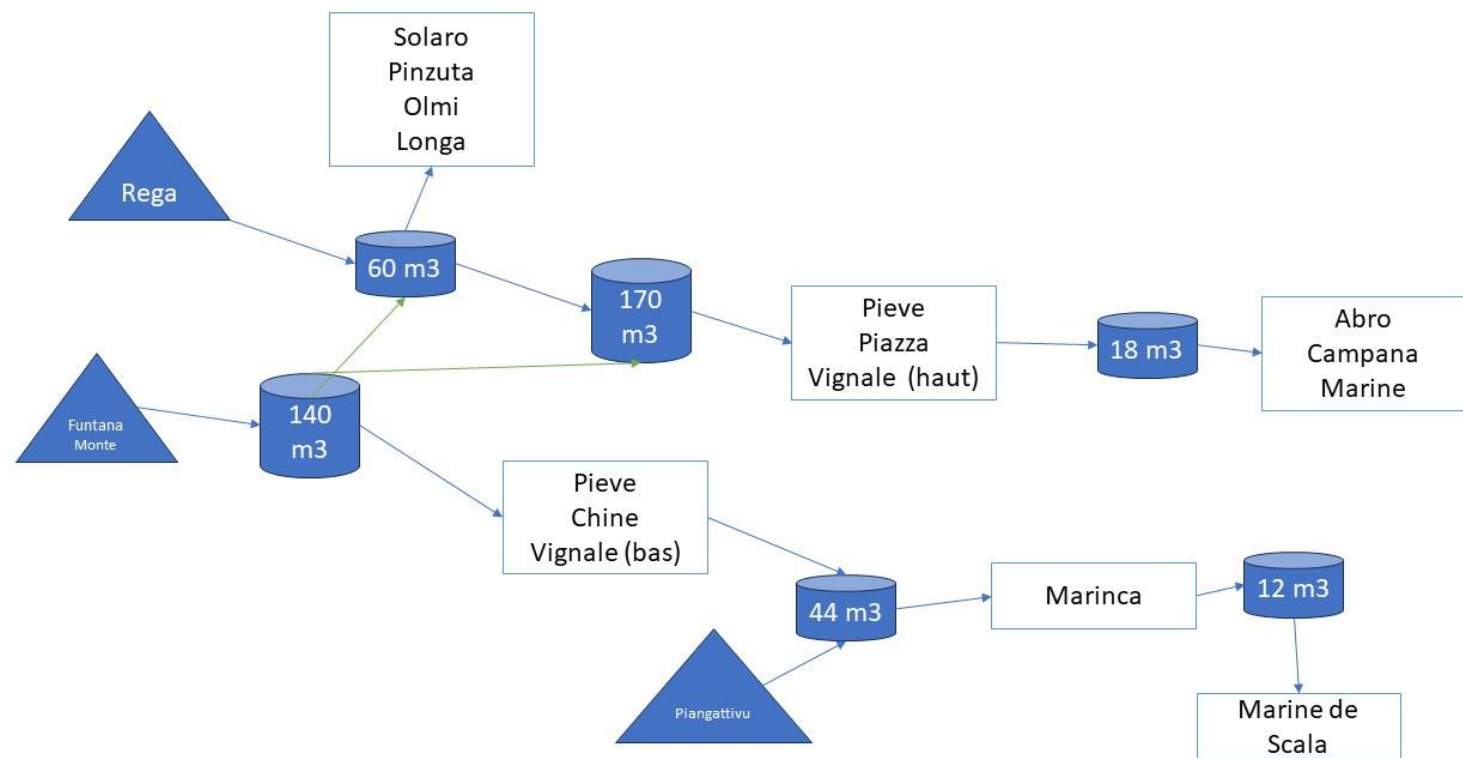 Solaro
Pinzuta
Olmi
Longa
Rega
60 m3
170
m3
Pieve
Piazza
Vignale (haut)
18 m3
Abro
Campana
Marine
Funtana
Monte
140
m3
Pieve
Chine
Vignale (bas)
44 m3
Marinca
12 m3
Piangattivu
Marine de
Scala